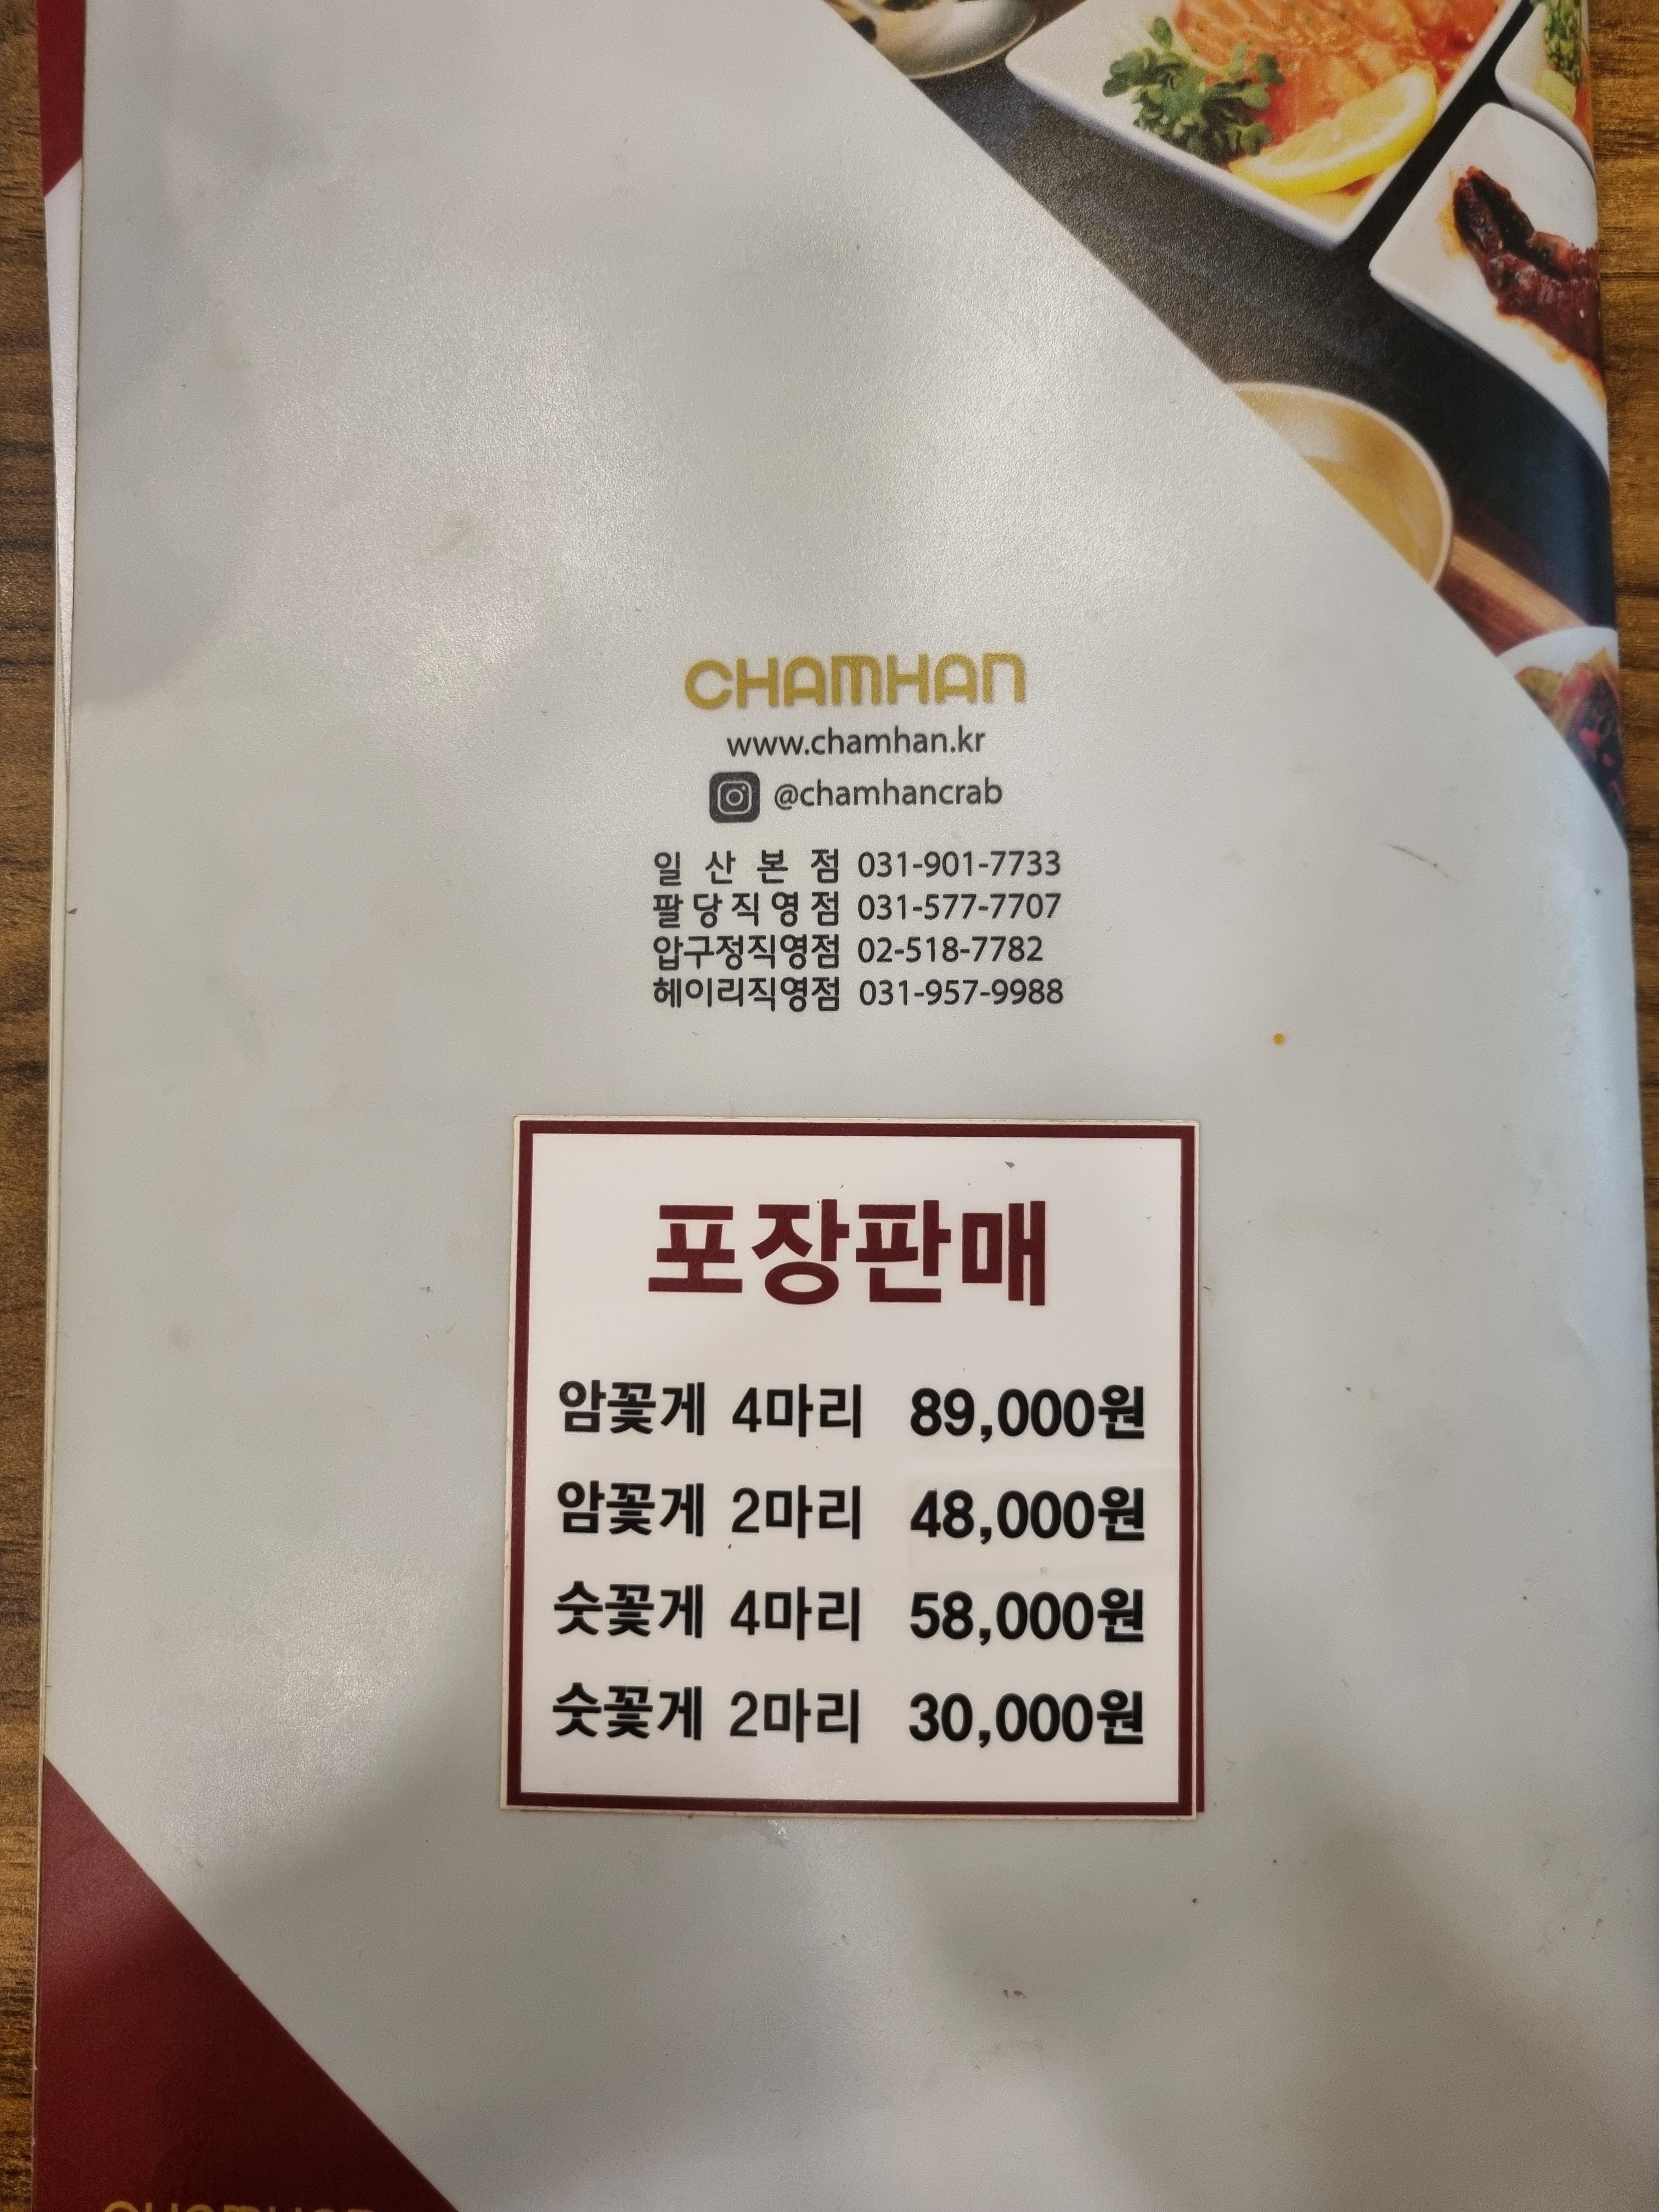 CHAMHAN
www.chamhan.kr
@chamhancrab
일 산 본 점 031-901-7733
팔당직영점 031-577-7707
압구정직영점 02-518-7782
헤이리직영점 031-957-9988
포장판매
암꽃게 4마리 89,000원
암꽃게 2마리 48,000원
숫꽃게 4마리 58,000원
숫꽃게 2마리 30,000원